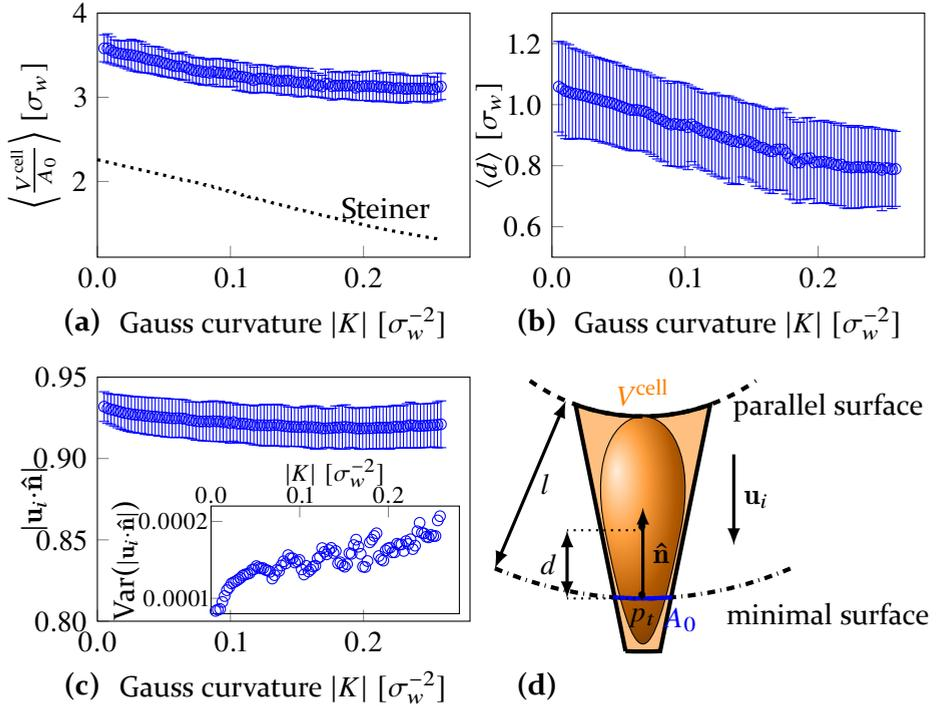 4
3
2
⟨V^cell/A_0⟩ [σ_w]
Steiner
0.0 0.1 0.2
(a) Gauss curvature |K| [σ_w^−2]
1.2
1.0
0.8
0.6
⟨d⟩ [σ_w]
0.0 0.1 0.2
(b) Gauss curvature |K| [σ_w^−2]
0.95
0.90
0.85
0.80
|u_i·n̂|
|K| [σ_w^−2]
0.0 0.1 0.2
0.0002
0.0001
Var(|u_i·n̂|)
0.0 0.1 0.2
(c) Gauss curvature |K| [σ_w^−2]
V^cell
parallel surface
l
u_i
d
n̂
p_t
A_0
minimal surface
(d)